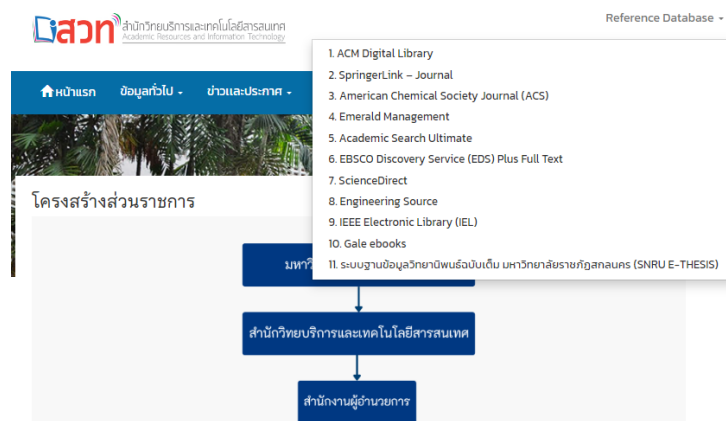 สวท
สำนักวิทยบริการและเทคโนโลยีสารสนเทศ
Academic Resources and Information Technology
Reference Database
1. ACM Digital Library
2. SpringerLink – Journal
3. American Chemical Society Journal (ACS)
4. Emerald Management
5. Academic Search Ultimate
6. EBSCO Discovery Service (EDS) Plus Full Text
7. ScienceDirect
8. Engineering Source
9. IEEE Electronic Library (IEL)
10. Gale ebooks
11. ระบบฐานข้อมูลวิทยานิพนธ์ฉบับเต็ม มหาวิทยาลัยราชภัฏสกลนคร (SNRU E-THESIS)
หน้าแรก ข้อมูลทั่วไป ข่าวและประกาศ
โครงสร้างส่วนราชการ
มหาวิ
สำนักวิทยบริการและเทคโนโลยีสารสนเทศ
สำนักงานผู้อำนวยการ